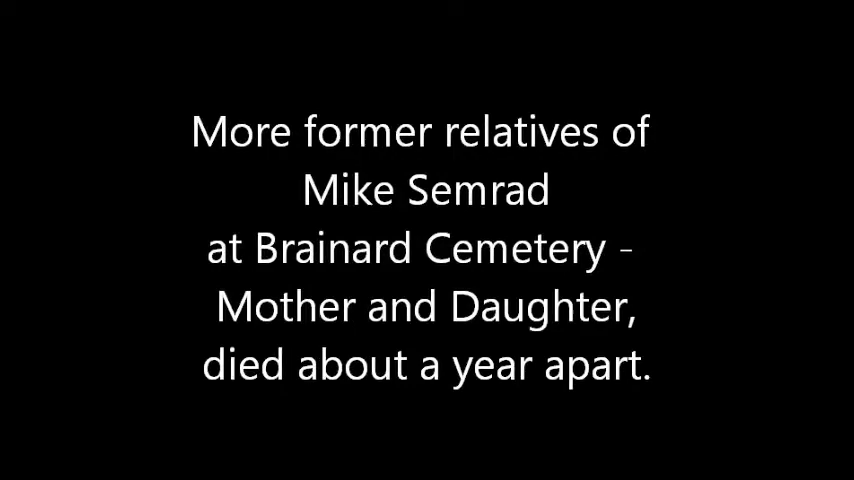 More former relatives of
Mike Semrad
at Brainard Cemetery -
Mother and Daughter,
died about a year apart.